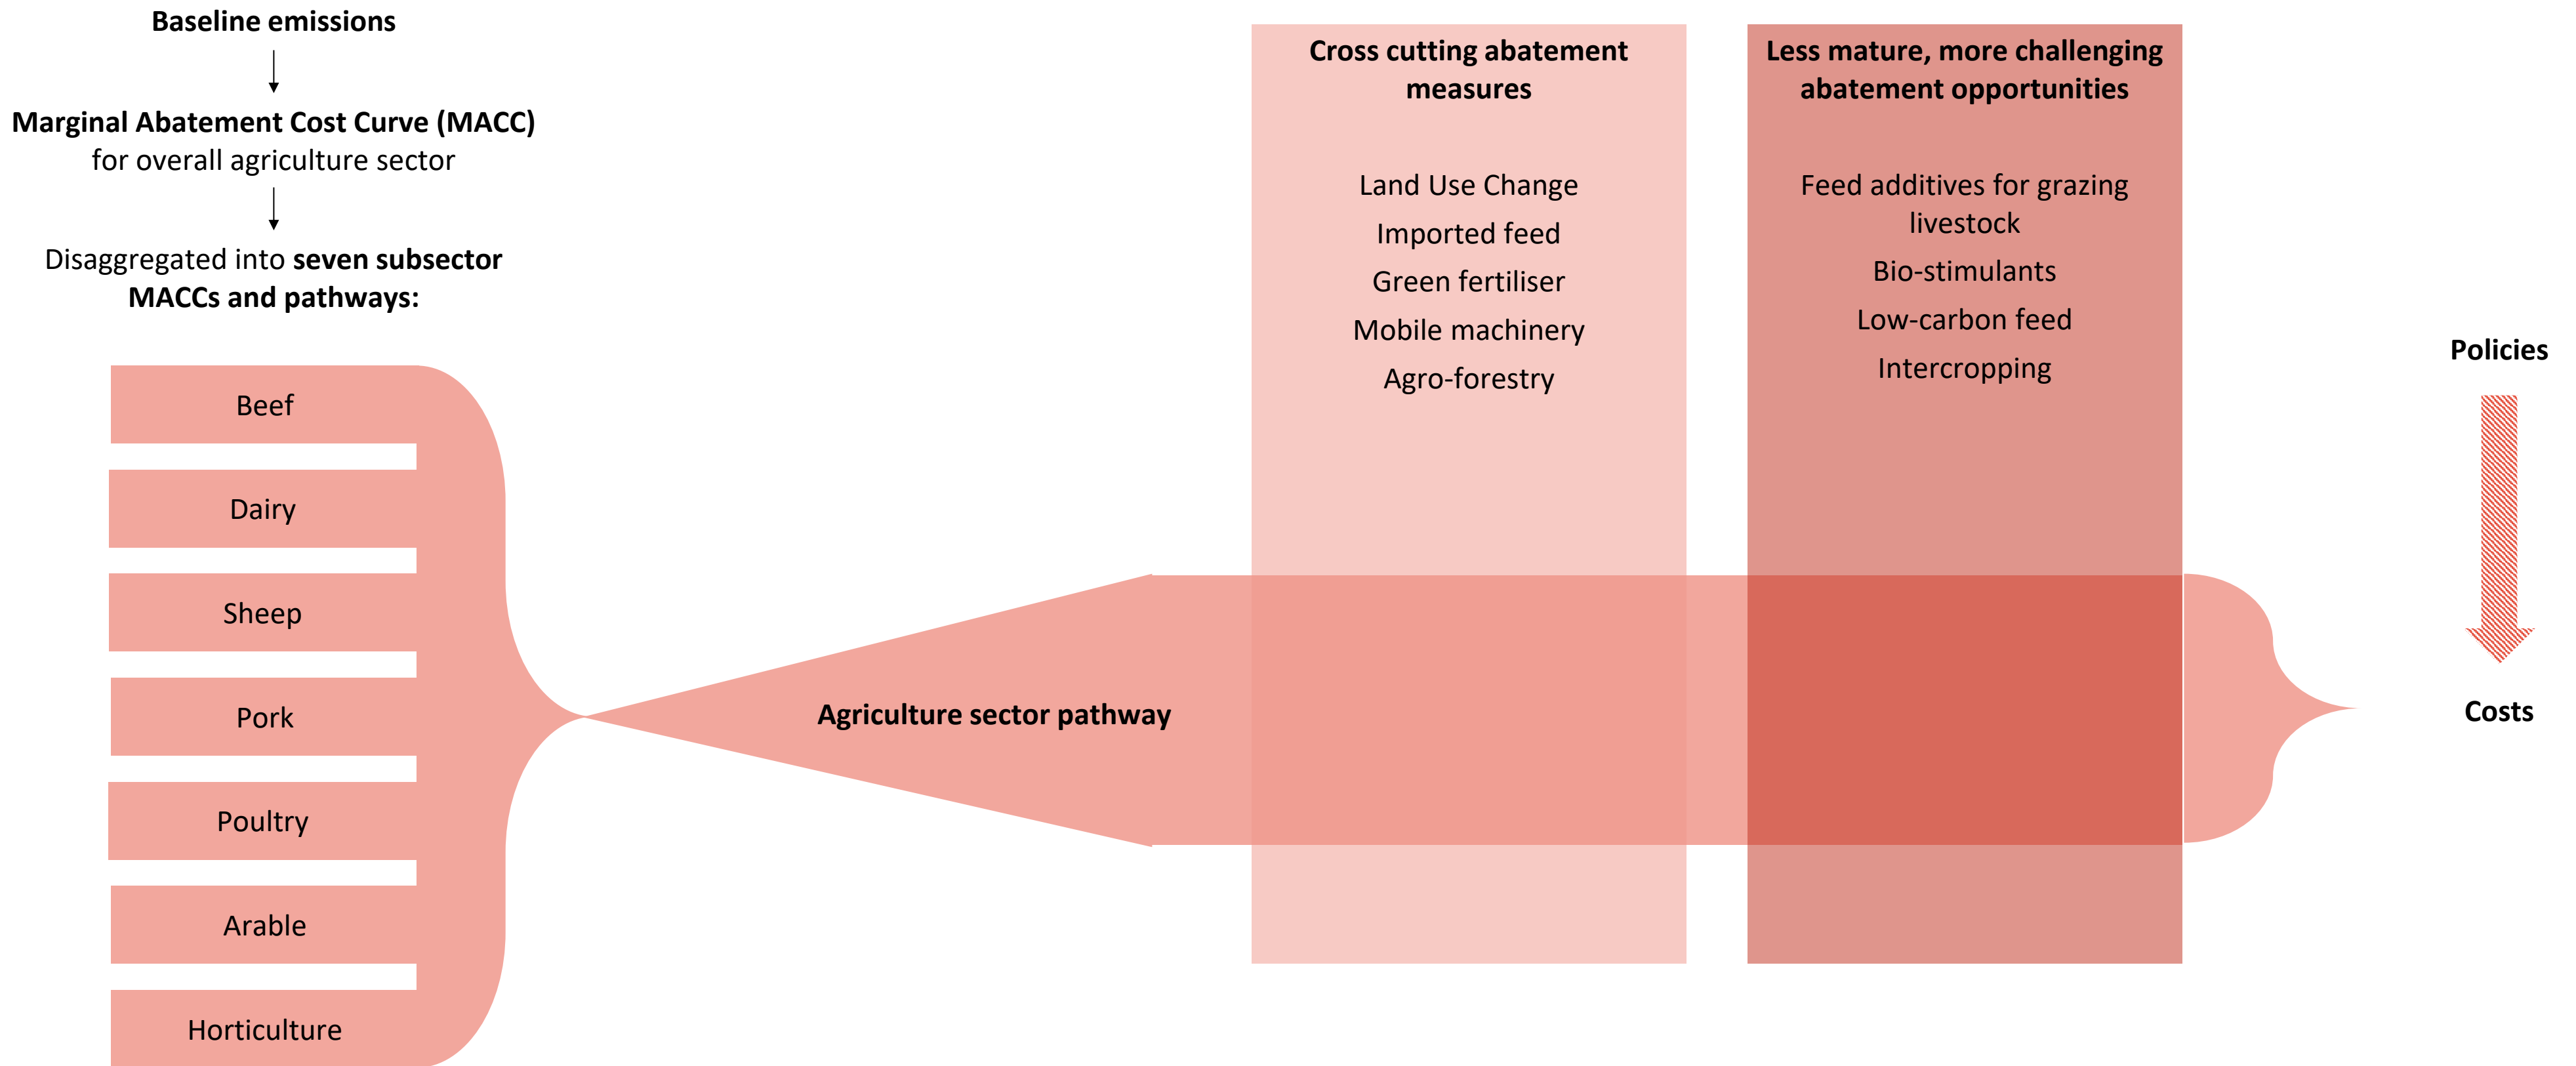 Baseline emissions
Marginal Abatement Cost Curve (MACC)
for overall agriculture sector
Disaggregated into seven subsector
MACCs and pathways:
Beef
Dairy
Sheep
Pork
Poultry
Arable
Horticulture
Agriculture sector pathway
Cross cutting abatement
measures
Land Use Change
Imported feed
Green fertiliser
Mobile machinery
Agro-forestry
Less mature, more challenging
abatement opportunities
Feed additives for grazing
livestock
Bio-stimulants
Low-carbon feed
Intercropping
Policies
Costs